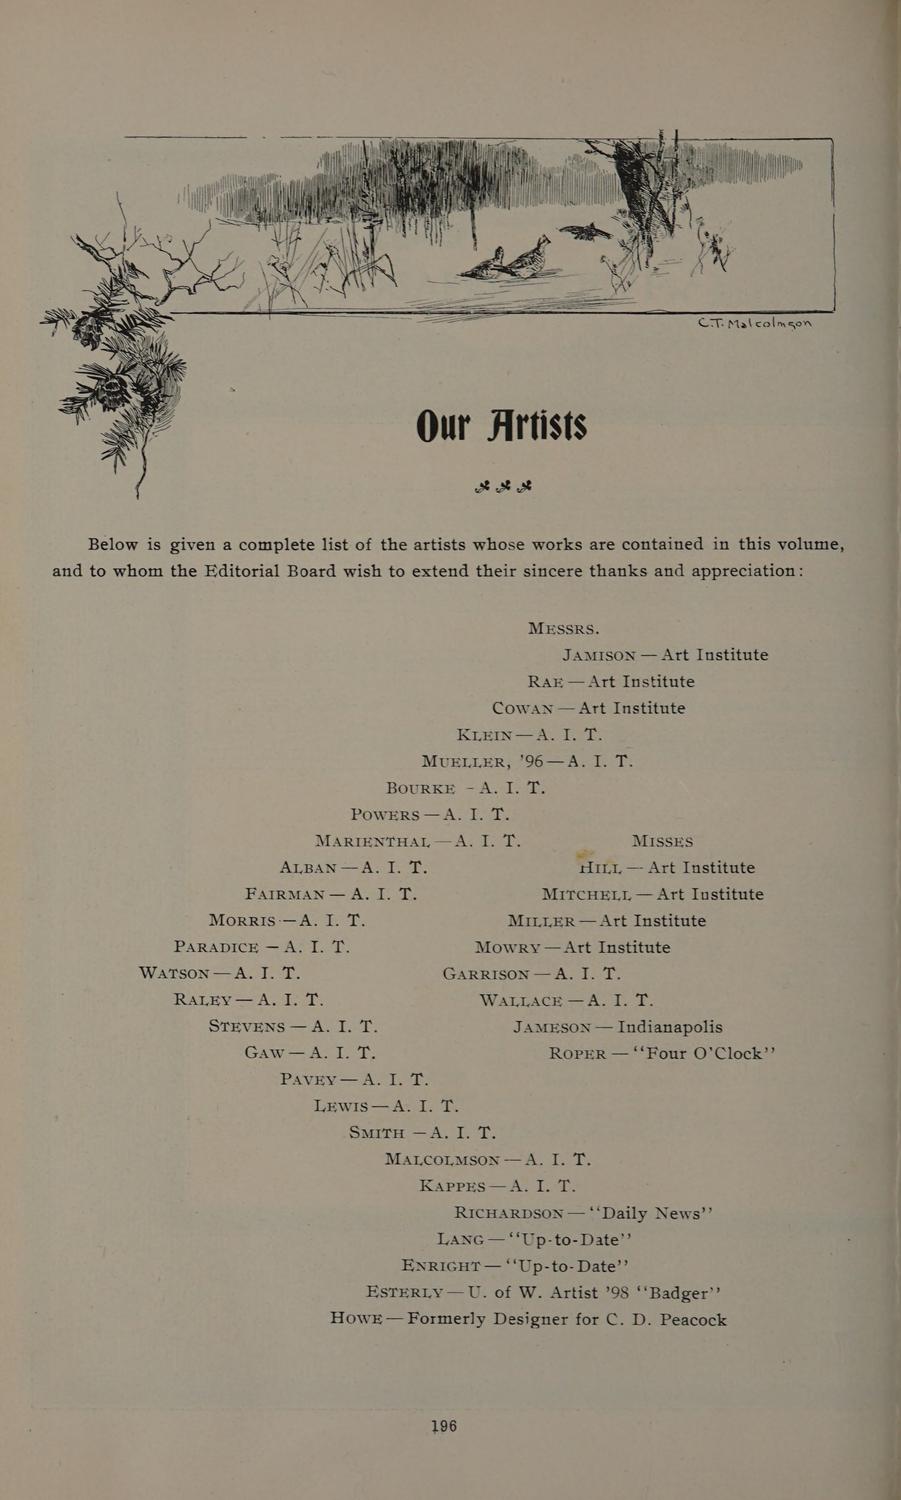 C.T. Malcolmson
Our Artists
Below is given a complete list of the artists whose works are contained in this volume,
and to whom the Editorial Board wish to extend their sincere thanks and appreciation:
MESSRS.
JAMISON — Art Institute
RAE — Art Institute
COWAN — Art Institute
KLEIN — A. I. T.
MUELLER, ’96 — A. I. T.
BOURKE - A. I. T.
POWERS — A. I. T.
MARIENTHAL — A. I. T.
ALBAN — A. I. T.
FAIRMAN — A. I. T.
MORRIS — A. I. T.
PARADICE — A. I. T.
WATSON — A. I. T.
RALEY — A. I. T.
STEVENS — A. I. T.
GAW — A. I. T.
PAVEY — A. I. T.
LEWIS — A. I. T.
SMITH — A. I. T.
MALCOLMSON — A. I. T.
KAPPES — A. I. T.
RICHARDSON — ‘‘Daily News’’
LANG — ‘‘Up-to-Date’’
ENRIGHT — ‘‘Up-to-Date’’
ESTERLY — U. of W. Artist ’98 ‘‘Badger’’
HOWE — Formerly Designer for C. D. Peacock
MISSES
HILL — Art Institute
MITCHELL — Art Institute
MILLER — Art Institute
MOWRY — Art Institute
GARRISON — A. I. T.
WALLACE — A. I. T.
JAMESON — Indianapolis
ROPER — ‘‘Four O’Clock’’
196